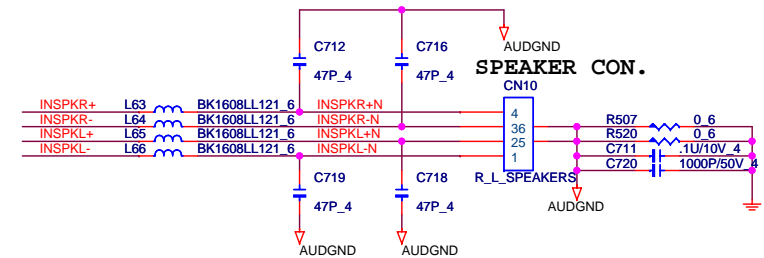 C712
C716
AUDGND
47P_4
47P_4
SPEAKER CON.
CN10
INSPKR+ L63 BK1608LL121_6 INSPKR+N
INSPKR- L64 BK1608LL121_6 INSPKR-N
INSPKL+ L65 BK1608LL121_6 INSPKL+N
INSPKL- L66 BK1608LL121_6 INSPKL-N
4
36
25
1
R_L_SPEAKERS
R507 0_6
R520 0_6
C711 .1U/10V_4
C720 1000P/50V_4
C719
C718
47P_4
47P_4
AUDGND
AUDGND
AUDGND